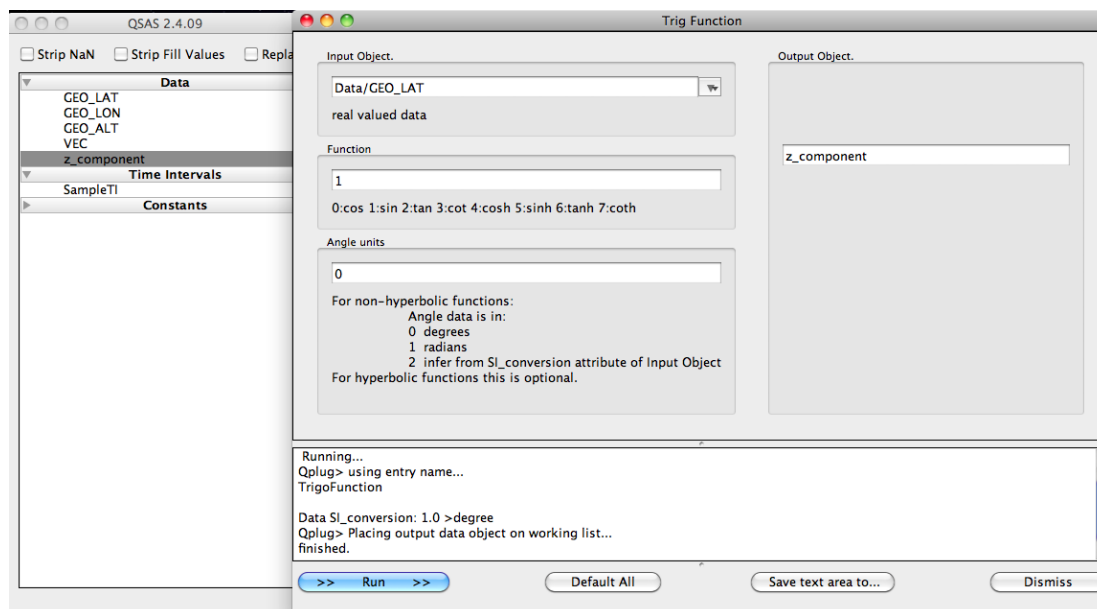 QSAS 2.4.09
Strip NaN
Strip Fill Values
Repla
Data
GEO_LAT
GEO_LON
GEO_ALT
VEC
z_component
Time Intervals
SampleTI
Constants
Trig Function
Input Object.
Data/GEO_LAT
real valued data
Function
1
0:cos 1:sin 2:tan 3:cot 4:cosh 5:sinh 6:tanh 7:coth
Angle units
0
For non-hyperbolic functions:
Angle data is in:
0 degrees
1 radians
2 infer from SI_conversion attribute of Input Object
For hyperbolic functions this is optional.
Output Object.
z_component
Running...
Qplug> using entry name...
TrigoFunction
Data SI_conversion: 1.0 >degree
Qplug> Placing output data object on working list...
finished.
>> Run >>
Default All
Save text area to...
Dismiss